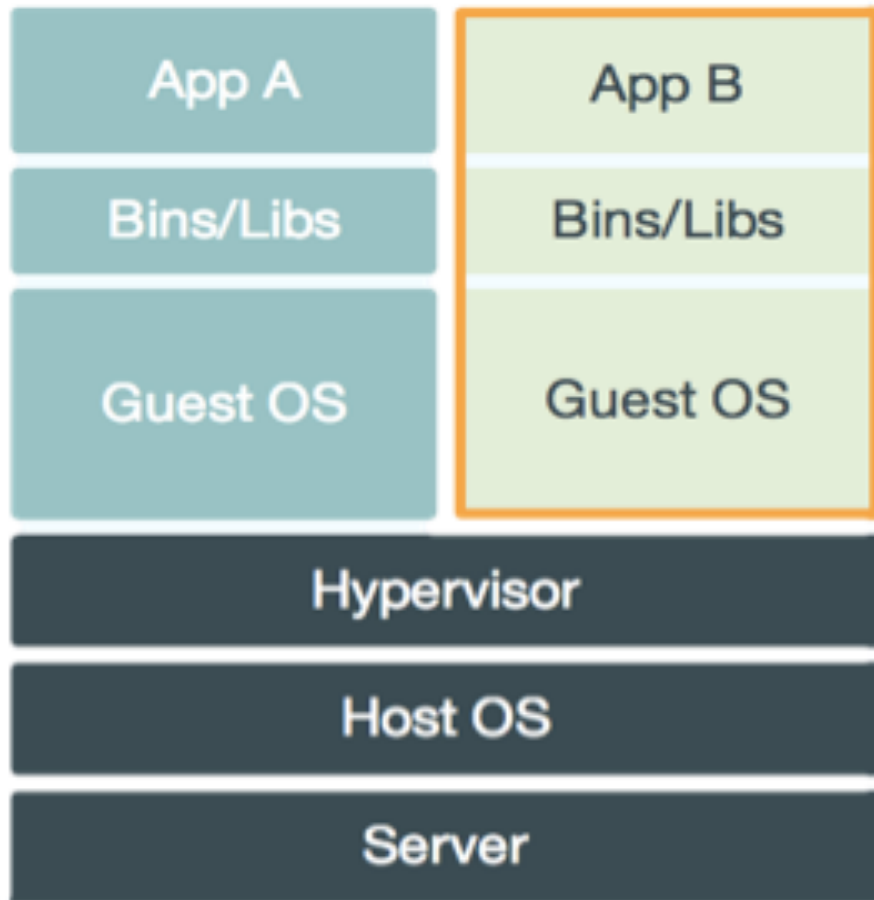 App A
Bins/Libs
Guest OS
App B
Bins/Libs
Guest OS
Hypervisor
Host OS
Server